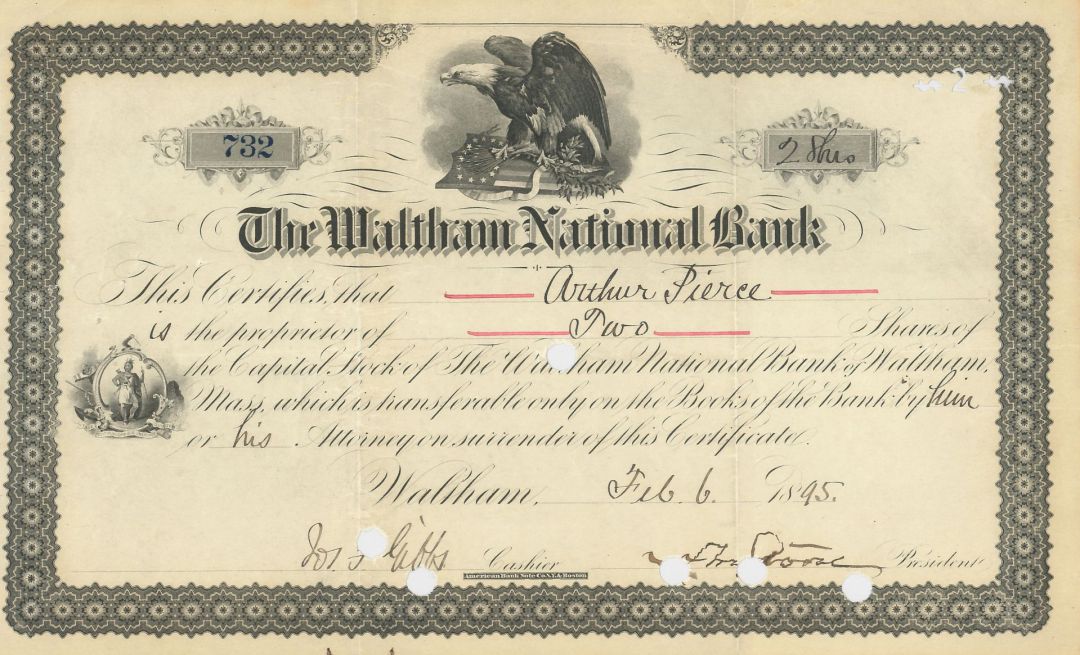 2
732
2 Shrs
The Waltham National Bank
This Certifies, that Arthur Pierce
is the proprietor of Two Shares of
the Capital Stock of The Waltham National Bank of Waltham,
Mass, which is transferable only on the Books of the Bank by him
or his Attorney on surrender of this Certificate.
Waltham, Feb. 6. 1895.
Gibbs Cashier President
American Bank Note Co. N.Y. & Boston